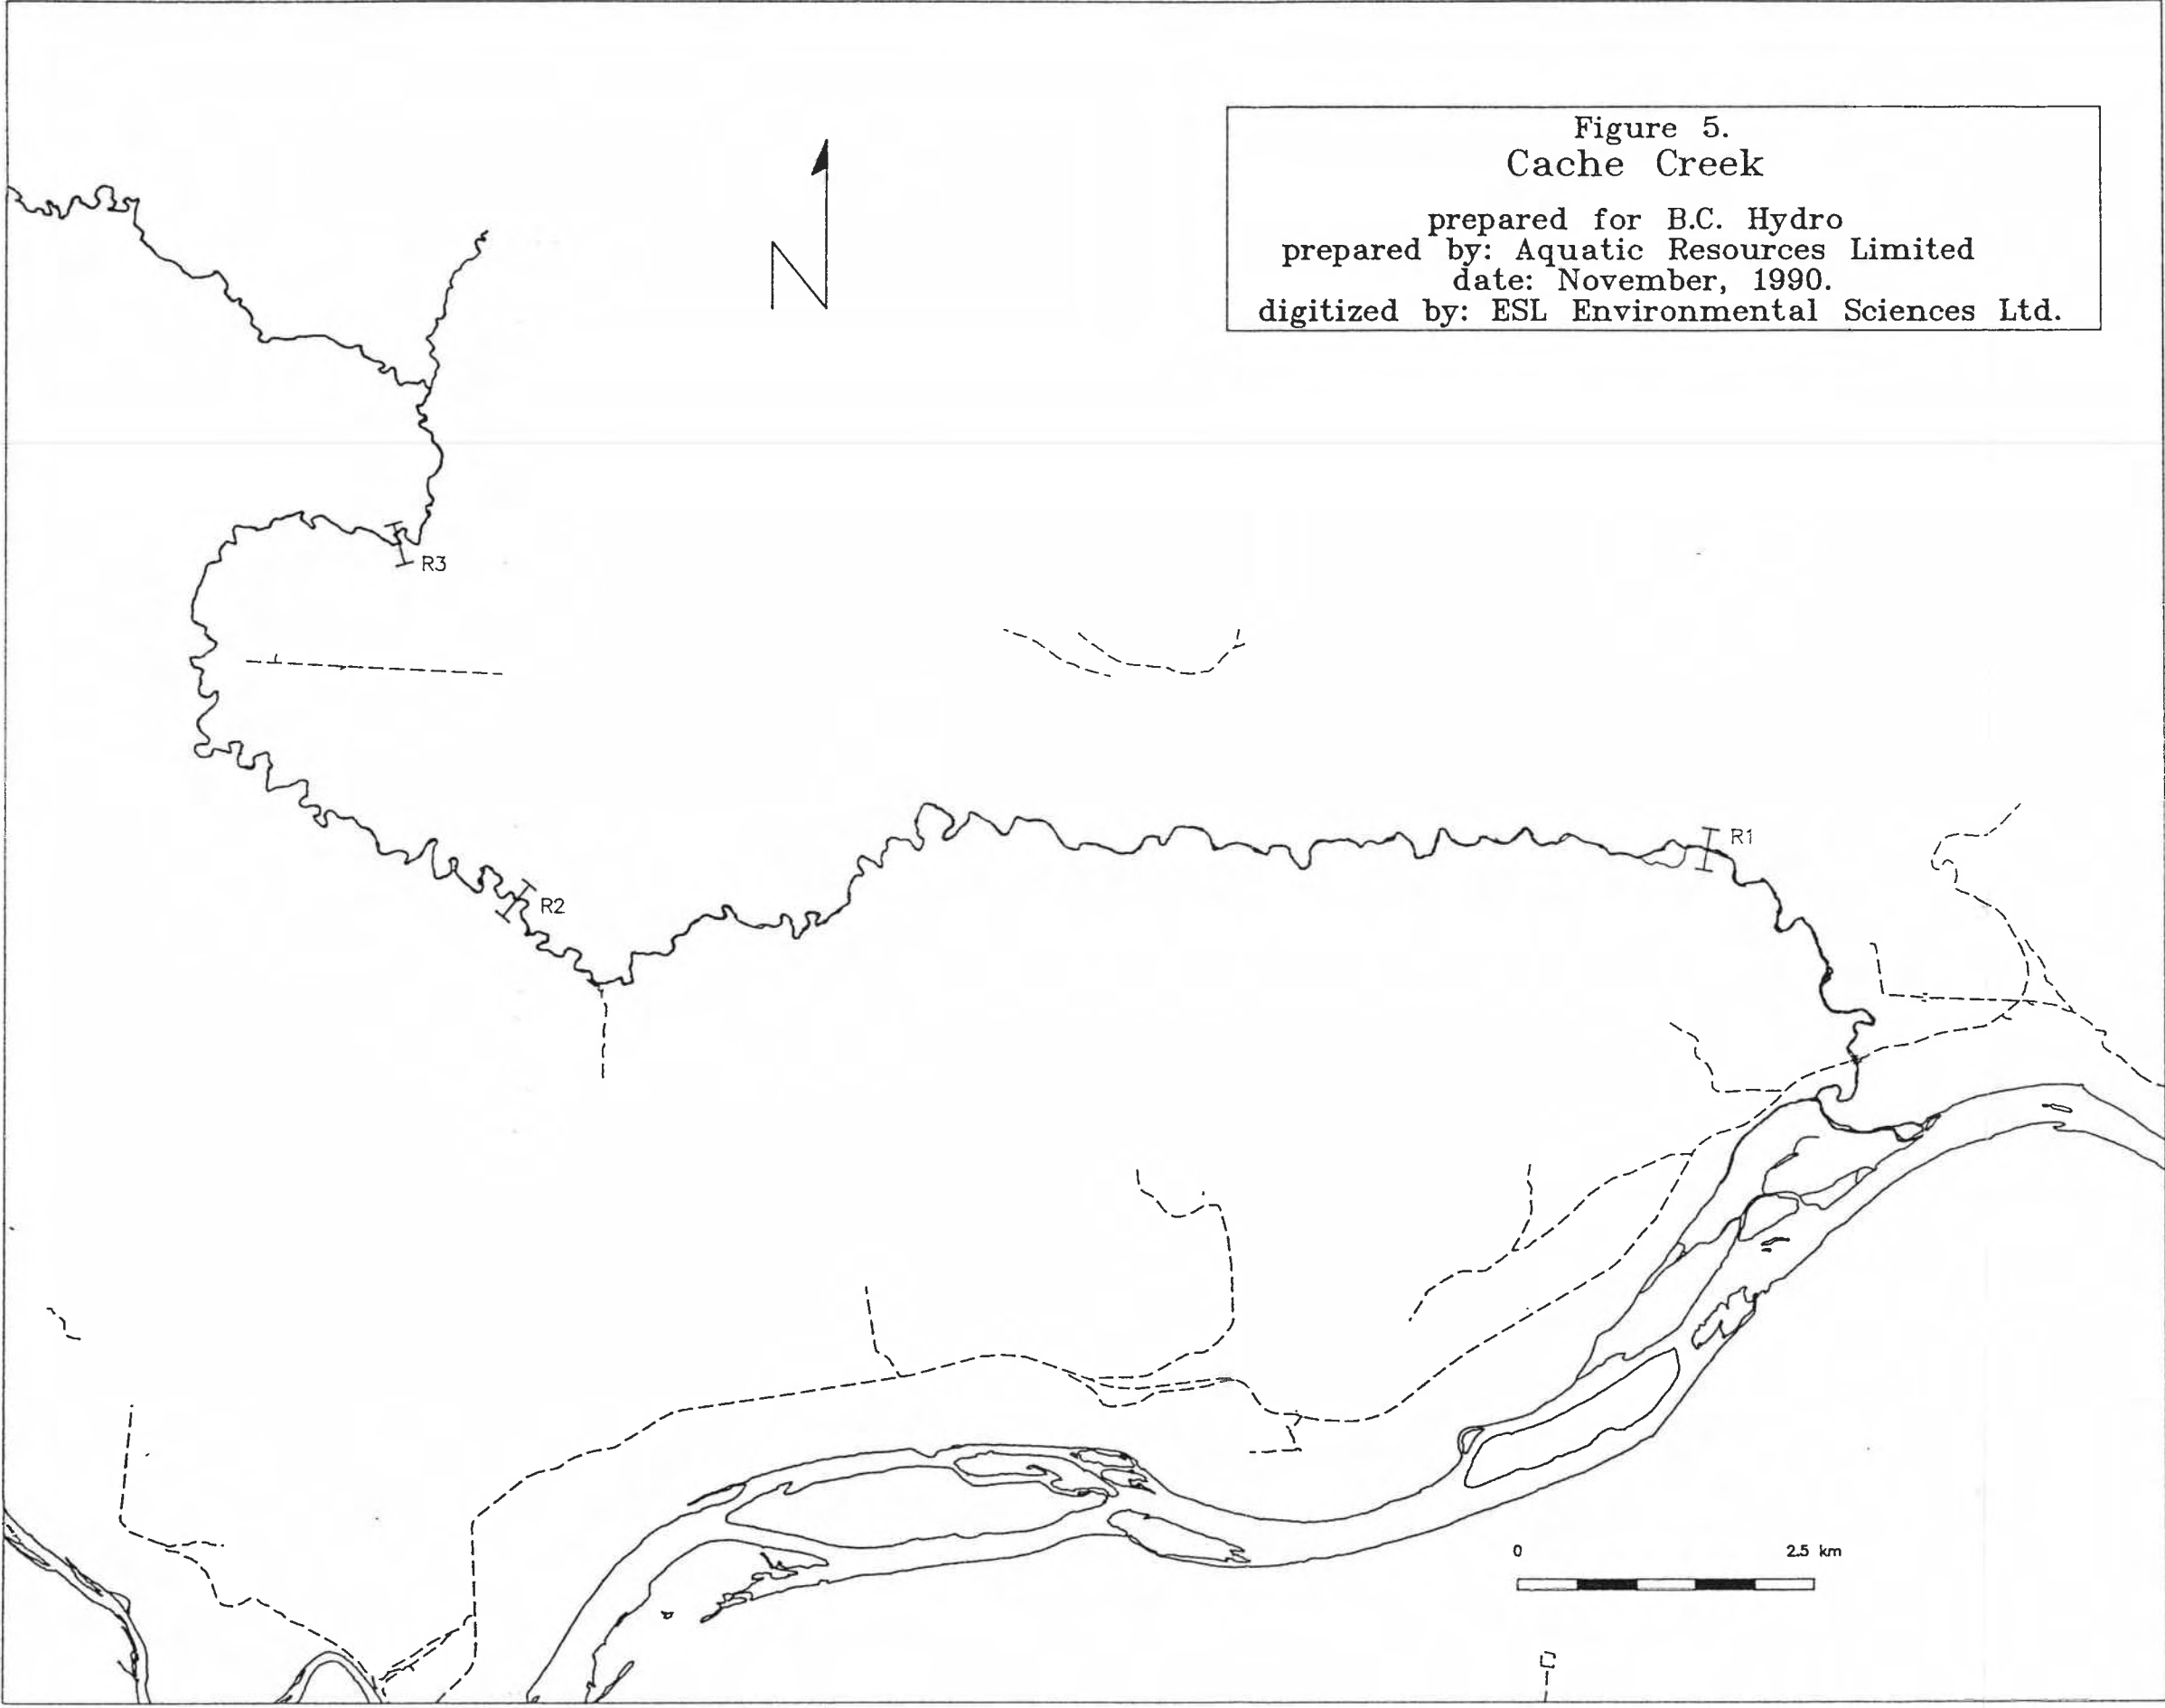 Figure 5.
Cache Creek
prepared for B.C. Hydro
prepared by: Aquatic Resources Limited
date: November, 1990.
digitized by: ESL Environmental Sciences Ltd.
N
R3
R1
R2
0 2.5 km